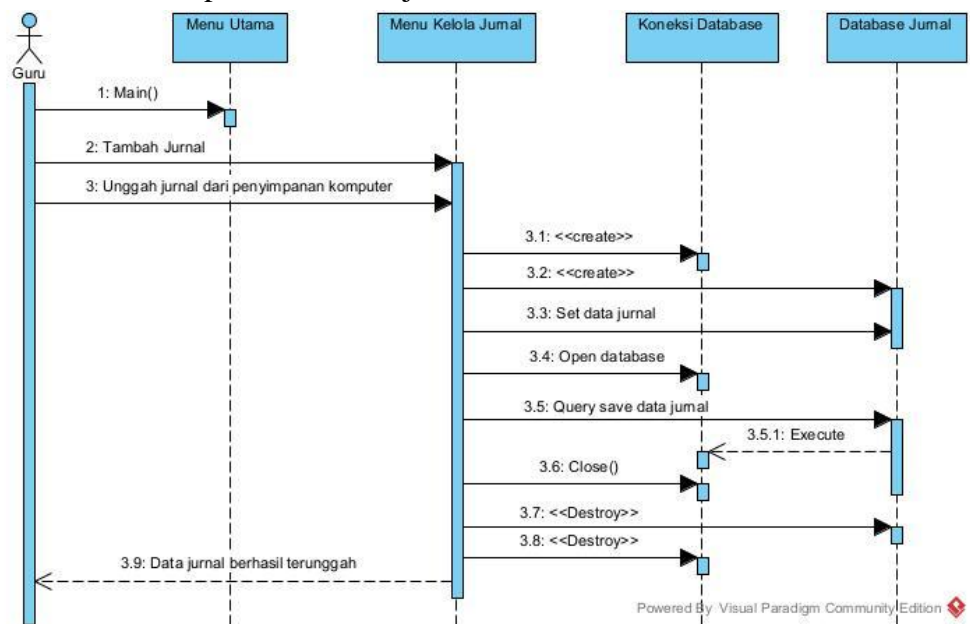 Menu Utama
Menu Kelola Jurnal
Koneksi Database
Database Jurnal
Guru
1: Main()
2: Tambah Jurnal
3: Unggah jurnal dari penyimpanan komputer
3.1: <<create>>
3.2: <<create>>
3.3: Set data jurnal
3.4: Open database
3.5: Query save data jurnal
3.5.1: Execute
3.6: Close()
3.7: <<Destroy>>
3.8: <<Destroy>>
3.9: Data jurnal berhasil terunggah
Powered By Visual Paradigm Community Edition